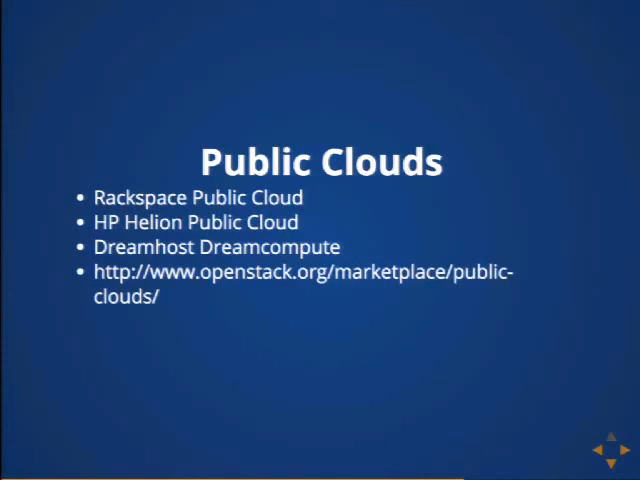 Public Clouds
• Rackspace Public Cloud
• HP Helion Public Cloud
• Dreamhost Dreamcompute
• http://www.openstack.org/marketplace/public-
clouds/